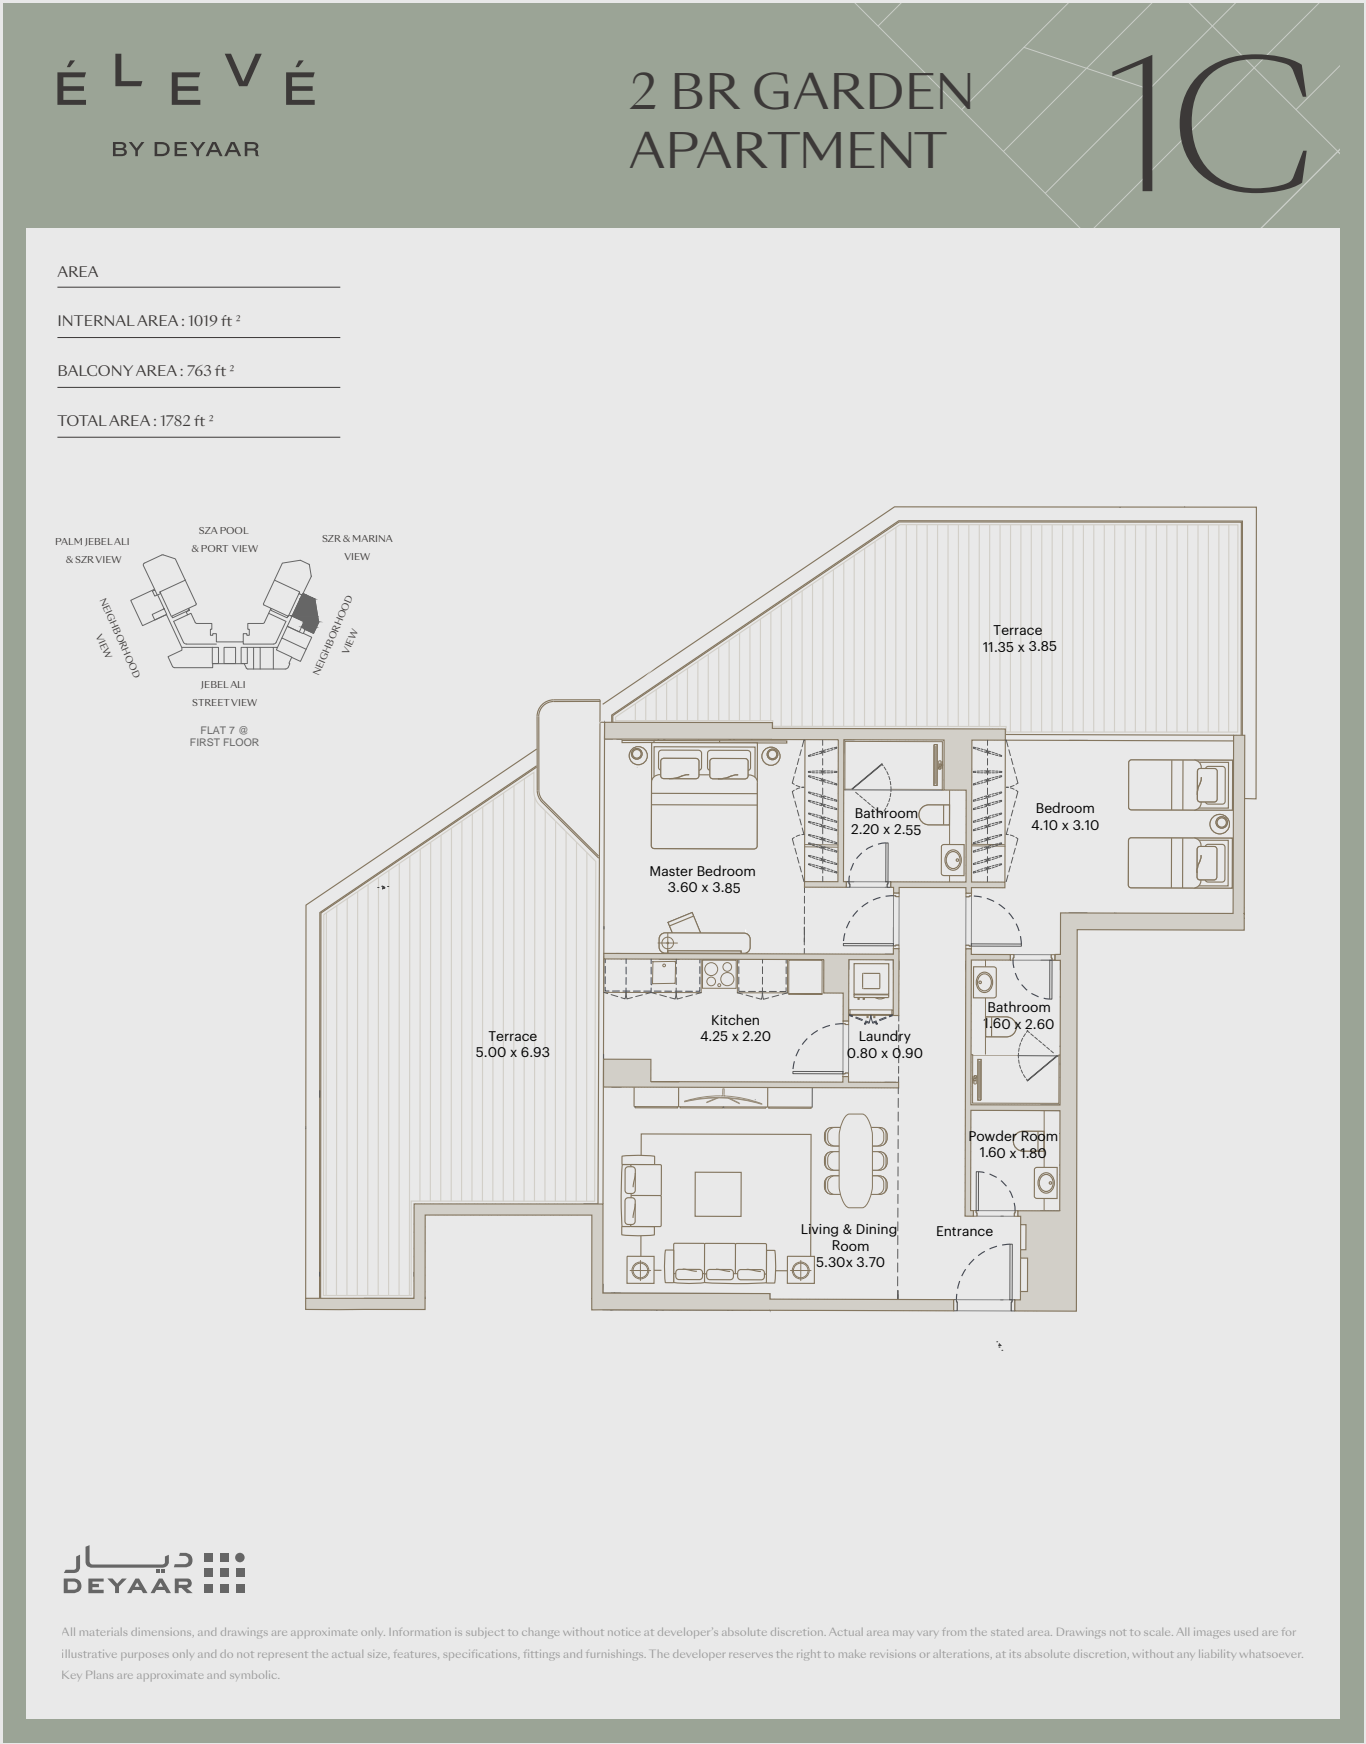 ÉLEVÉ
BY DEYAAR
2 BR GARDEN
APARTMENT
1C
AREA
INTERNAL AREA : 1019 ft ²
BALCONY AREA : 763 ft ²
TOTAL AREA : 1782 ft ²
PALM JEBEL ALI
& SZR VIEW
SZA POOL
& PORT VIEW
SZR & MARINA
VIEW
NEIGHBORHOOD
VIEW
NEIGHBORHOOD
VIEW
JEBEL ALI
STREET VIEW
FLAT 7 @
FIRST FLOOR
Terrace
11.35 x 3.85
Bathroom
2.20 x 2.55
Bedroom
4.10 x 3.10
Master Bedroom
3.60 x 3.85
Kitchen
4.25 x 2.20
Laundry
0.80 x 0.90
Bathroom
1.60 x 2.60
Terrace
5.00 x 6.93
Powder Room
1.60 x 1.80
Living & Dining
Room
5.30x 3.70
Entrance
ديار
DEYAAR
All materials dimensions, and drawings are approximate only. Information is subject to change without notice at developer's absolute discretion. Actual area may vary from the stated area. Drawings not to scale. All images used are for
illustrative purposes only and do not represent the actual size, features, specifications, fittings and furnishings. The developer reserves the right to make revisions or alterations, at its absolute discretion, without any liability whatsoever.
Key Plans are approximate and symbolic.